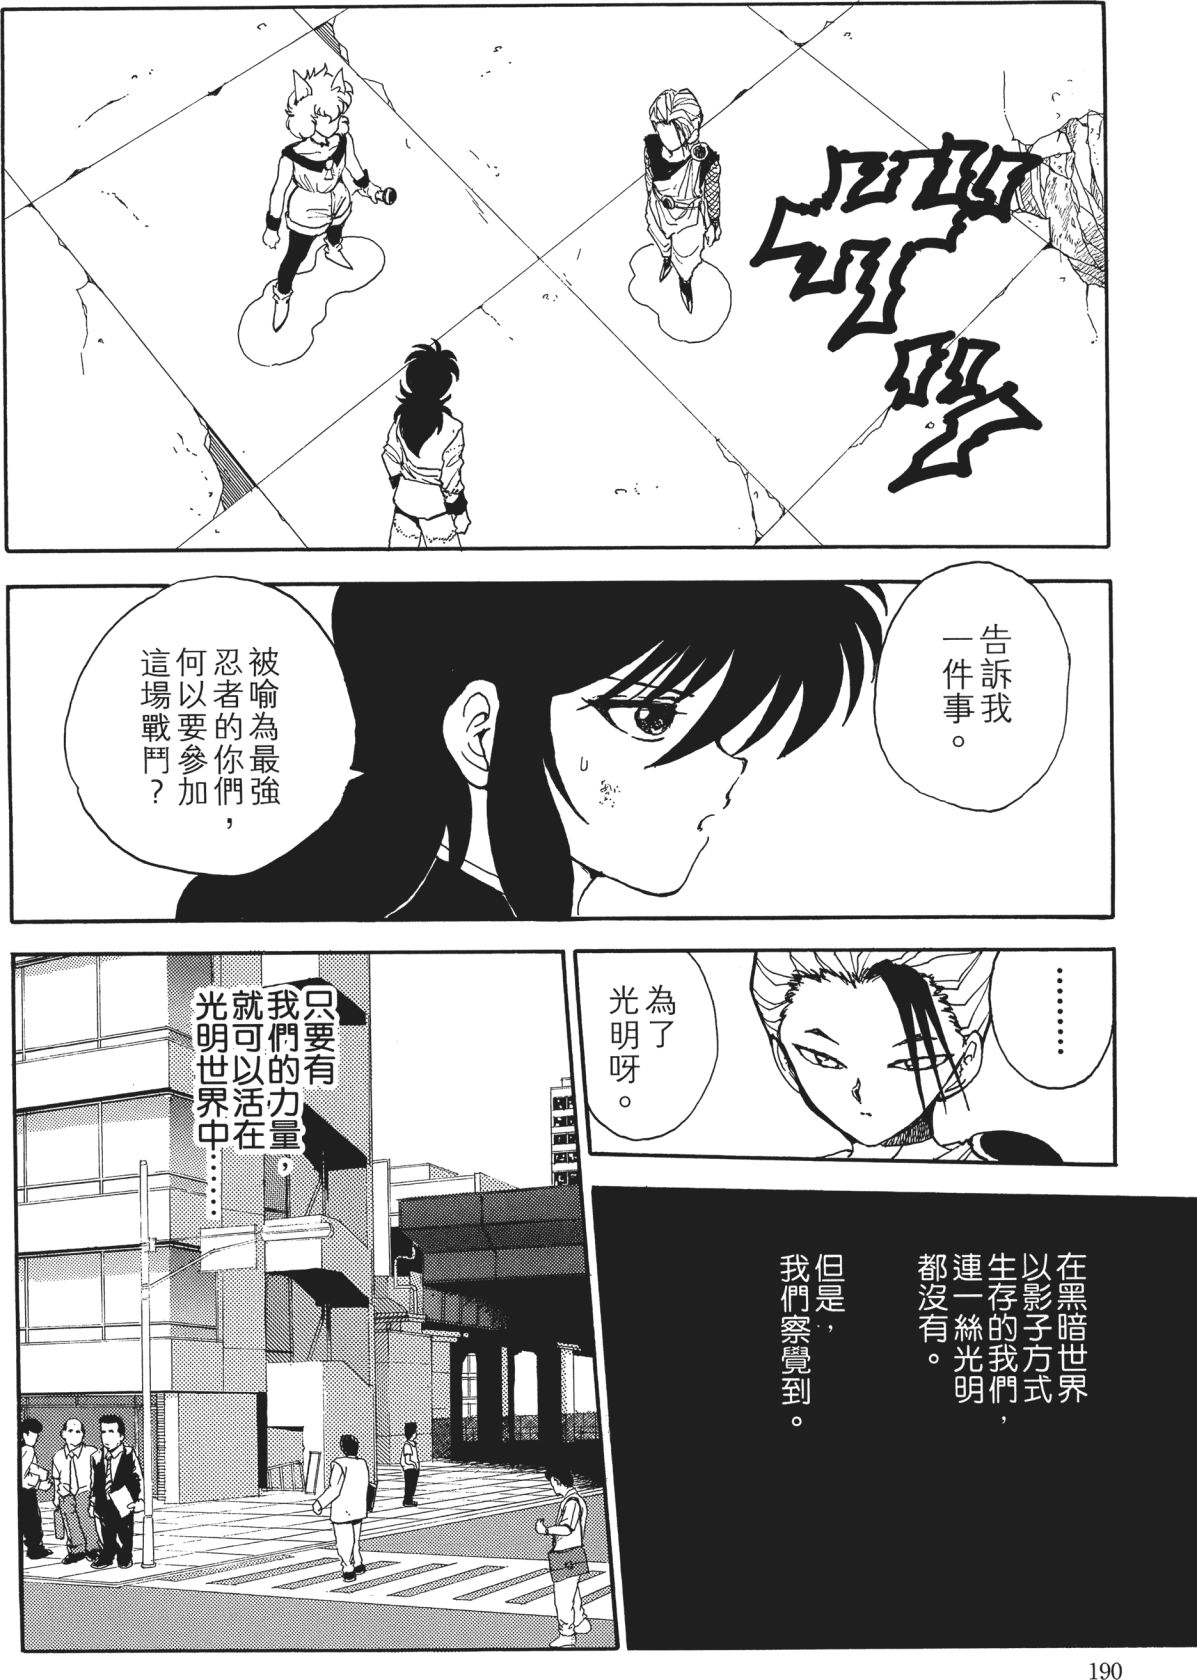 告訴我
一件事。
被喻為最強
忍者的你們，
何以要參加
這場戰鬥？
………
為了
光明呀。
在黑暗世界
以影子方式
生存的我們，
連一絲光明
都沒有。
但是，
我們察覺到。
只要有
我們的力量，
就可以活在
光明世界中……
190